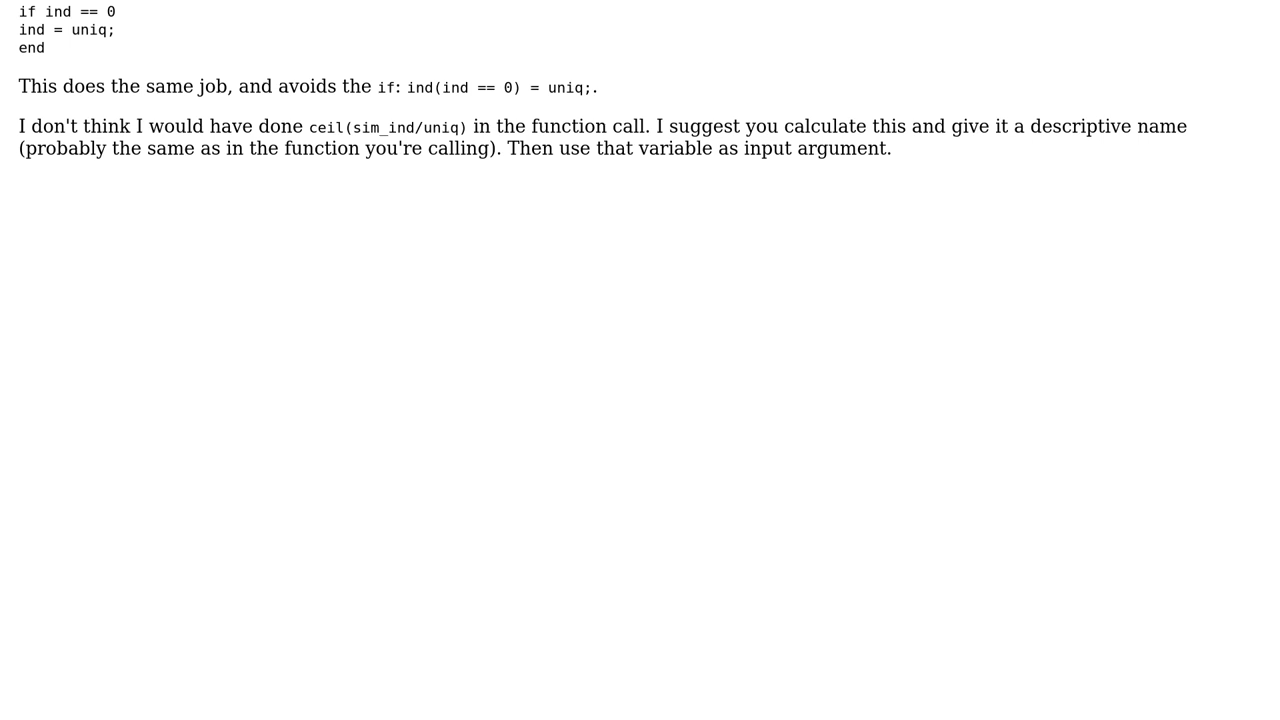 if ind == 0
ind = uniq;
end
This does the same job, and avoids the if: ind(ind == 0) = uniq;.
I don't think I would have done ceil(sim_ind/uniq) in the function call. I suggest you calculate this and give it a descriptive name
(probably the same as in the function you're calling). Then use that variable as input argument.